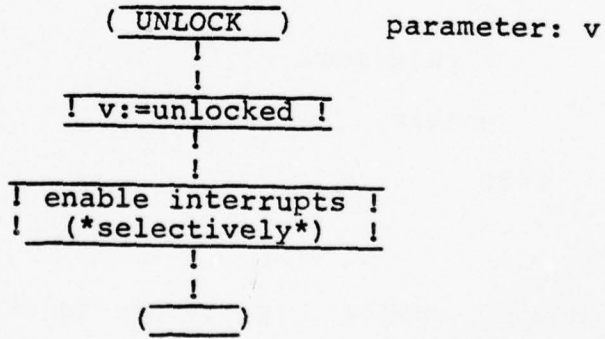 UNLOCK parameter: v
v:=unlocked
enable interrupts
(*selectively*)